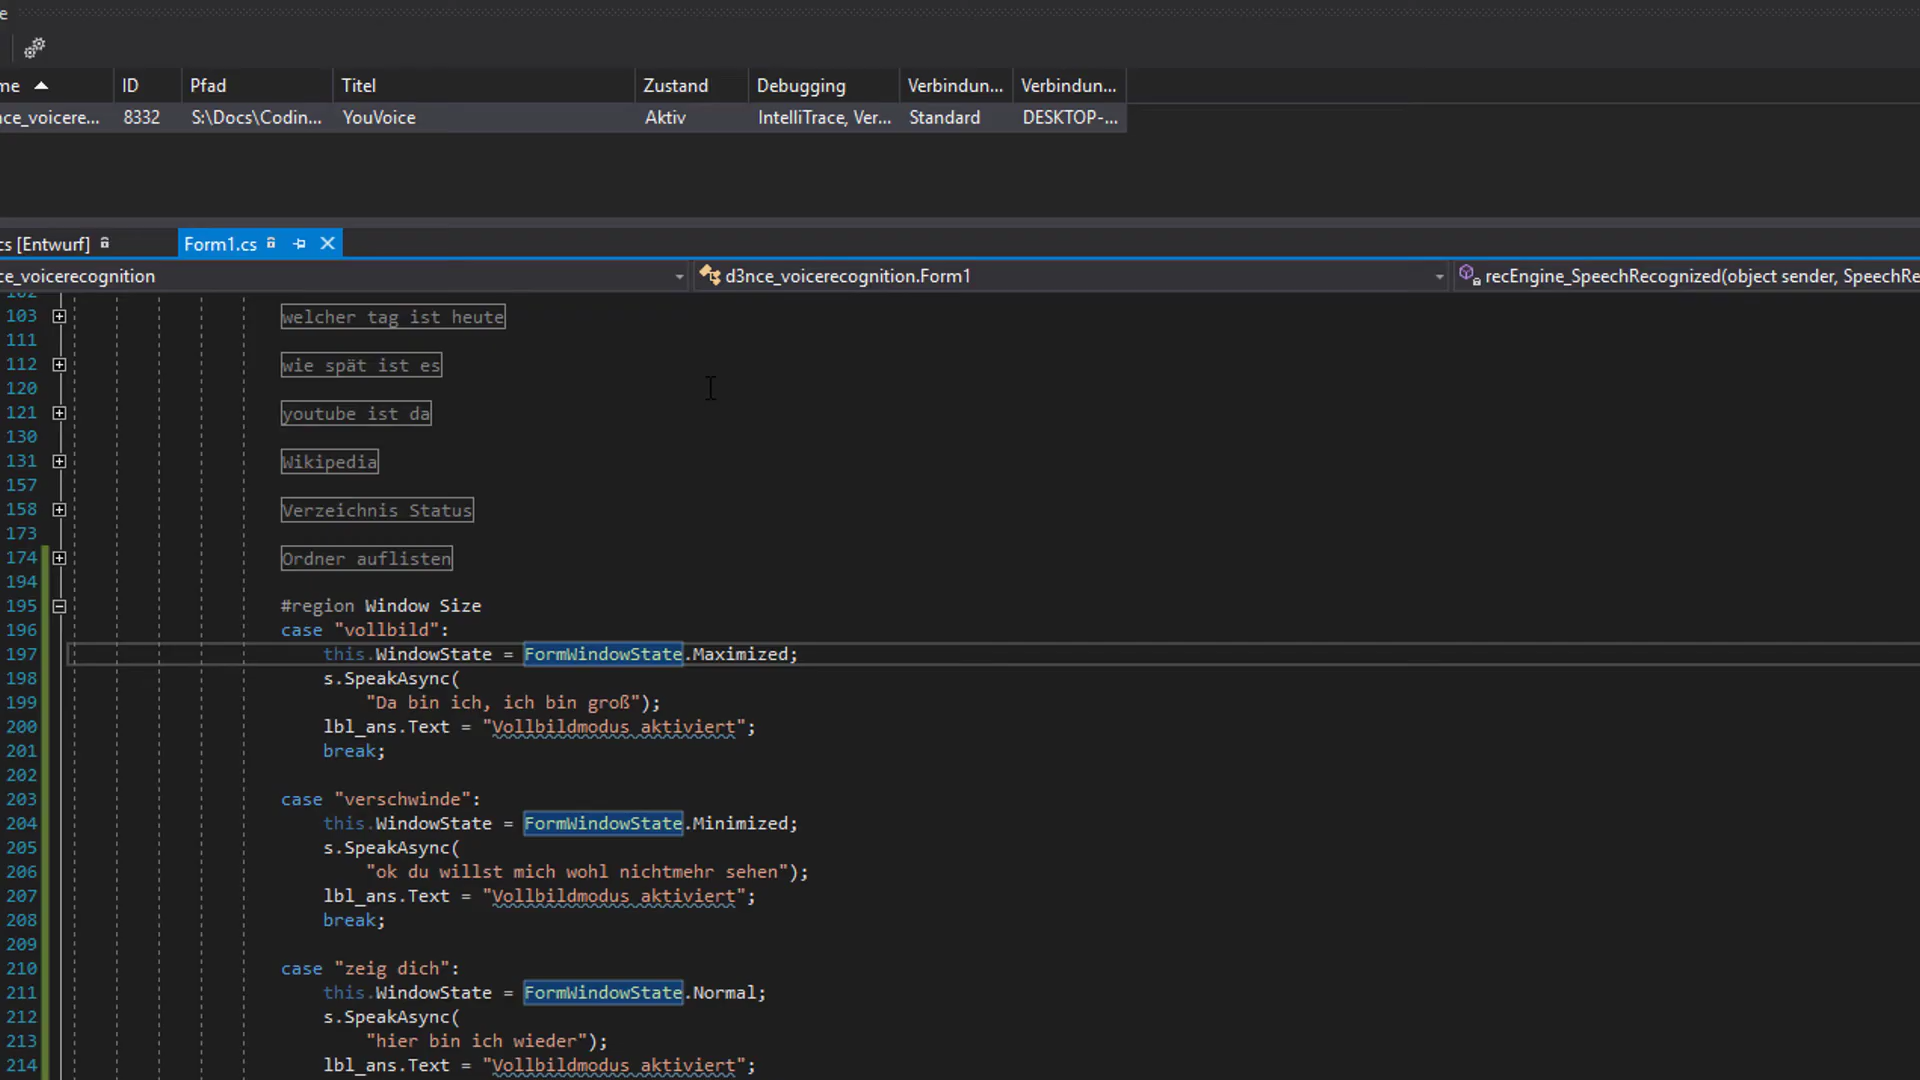 e
me ID Pfad Titel Zustand Debugging Verbindun... Verbindun...
nce_voicere... 8332 S:\Docs\Codin... YouVoice Aktiv IntelliTrace, Ver... Standard DESKTOP-...
cs [Entwurf] Form1.cs
ce_voicerecognition d3nce_voicerecognition.Form1 recEngine_SpeechRecognized(object sender, SpeechRe
102
103 welcher tag ist heute
111
112 wie spät ist es
120
121 youtube ist da
130
131 Wikipedia
157
158 Verzeichnis Status
173
174 Ordner auflisten
194
195 #region Window Size
196 case "vollbild":
197 this.WindowState = FormWindowState.Maximized;
198 s.SpeakAsync(
199 "Da bin ich, ich bin groß");
200 lbl_ans.Text = "Vollbildmodus aktiviert";
201 break;
202
203 case "verschwinde":
204 this.WindowState = FormWindowState.Minimized;
205 s.SpeakAsync(
206 "ok du willst mich wohl nichtmehr sehen");
207 lbl_ans.Text = "Vollbildmodus aktiviert";
208 break;
209
210 case "zeig dich":
211 this.WindowState = FormWindowState.Normal;
212 s.SpeakAsync(
213 "hier bin ich wieder");
214 lbl_ans.Text = "Vollbildmodus aktiviert";